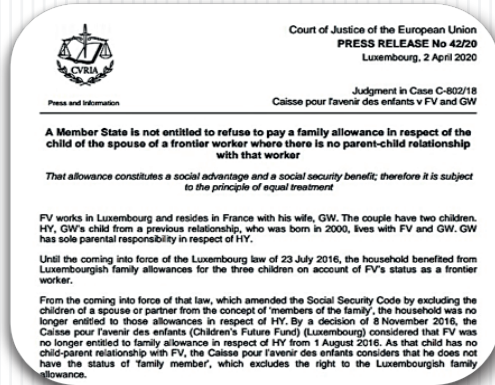 Court of Justice of the European Union
PRESS RELEASE No 42/20
Luxembourg, 2 April 2020
CVRIA
Judgment in Case C-802/18
Press and Information
Caisse pour l'avenir des enfants v FV and GW
A Member State is not entitled to refuse to pay a family allowance in respect of the
child of the spouse of a frontier worker where there is no parent-child relationship
with that worker
That allowance constitutes a social advantage and a social security benefit; therefore it is subject
to the principle of equal treatment
FV works in Luxembourg and resides in France with his wife, GW. The couple have two children.
HY, GW's child from a previous relationship, who was born in 2000, lives with FV and GW. GW
has sole parental responsibility in respect of HY.
Until the coming into force of the Luxembourg law of 23 July 2016, the household benefited from
Luxembourgish family allowances for the three children on account of FV's status as a frontier
worker.
From the coming into force of that law, which amended the Social Security Code by excluding the
children of a spouse or partner from the concept of 'members of the family', the household was no
longer entitled to those allowances in respect of HY. By a decision of 8 November 2016, the
Caisse pour l'avenir des enfants (Children's Future Fund) (Luxembourg) considered that FV was
no longer entitled to family allowance in respect of HY from 1 August 2016. As that child has no
child-parent relationship with FV, the Caisse pour l'avenir des enfants considers that he does not
have the status of 'family member', which excludes the right to the Luxembourgish family
allowance.